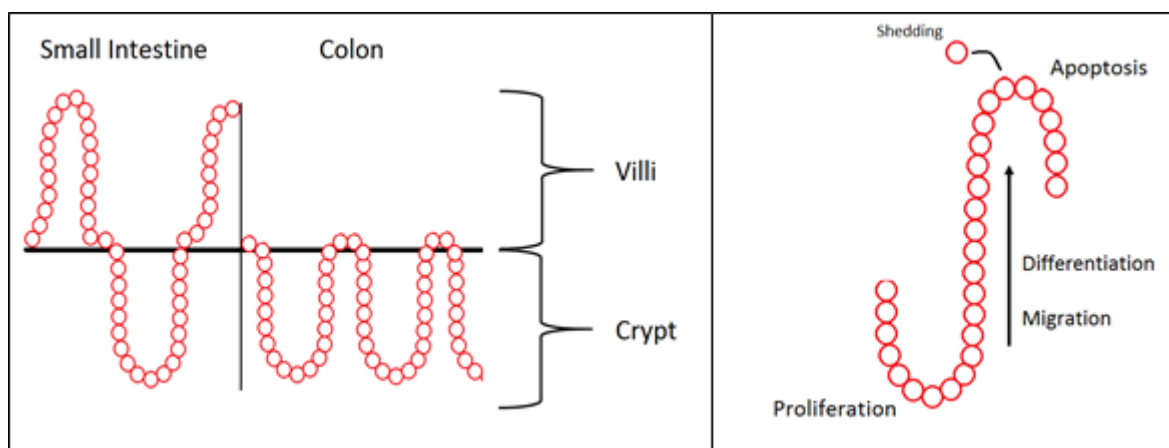 Small Intestine
Colon
Villi
Crypt
Shedding
Apoptosis
Differentiation
Migration
Proliferation